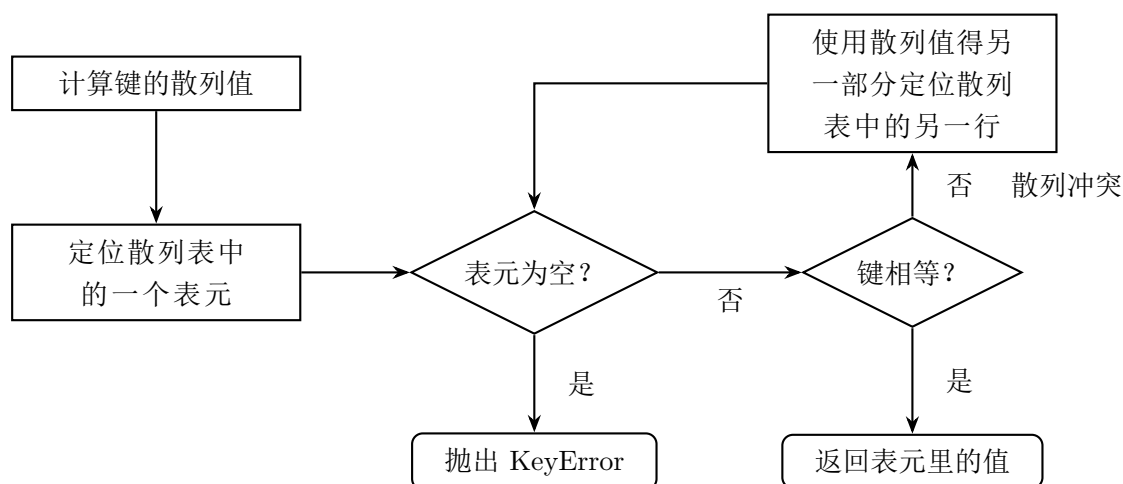 使用散列值得另
一部分定位散列
表中的另一行
计算键的散列值
否 散列冲突
定位散列表中
的一个表元
表元为空？
否
键相等？
是
是
抛出 KeyError
返回表元里的值